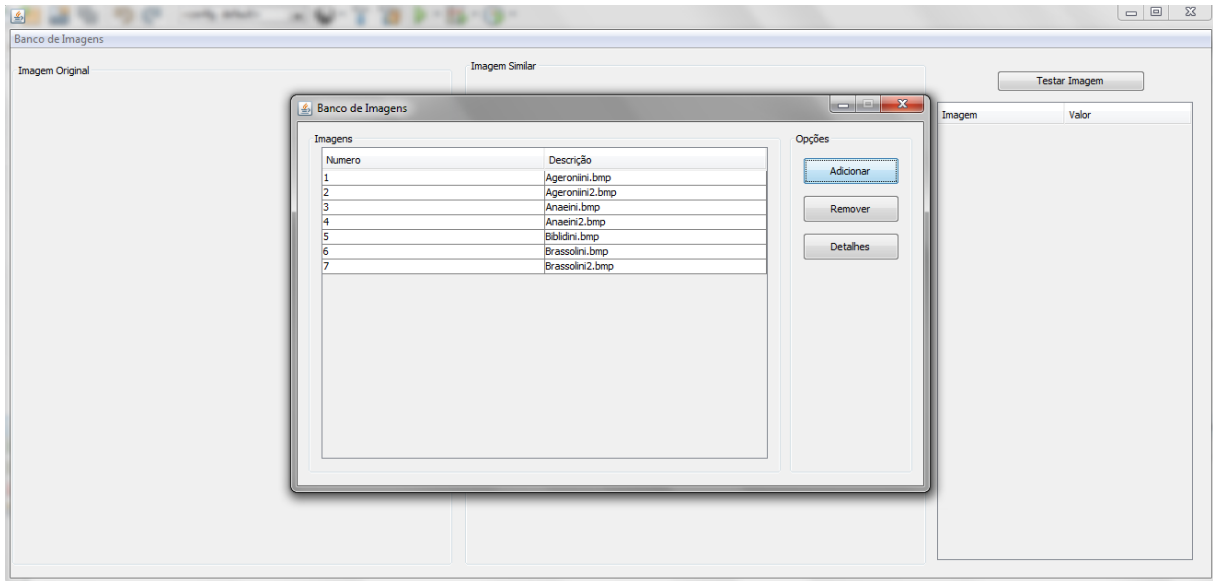 Banco de Imagens
Imagem Original
Imagem Similar
Testar Imagem
Imagem Valor
Banco de Imagens
Imagens
Numero Descrição
1 Ageroniini.bmp
2 Ageroniini2.bmp
3 Anaeini.bmp
4 Anaeini2.bmp
5 Biblidini.bmp
6 Brassolini.bmp
7 Brassolini2.bmp
Opções
Adicionar
Remover
Detalhes